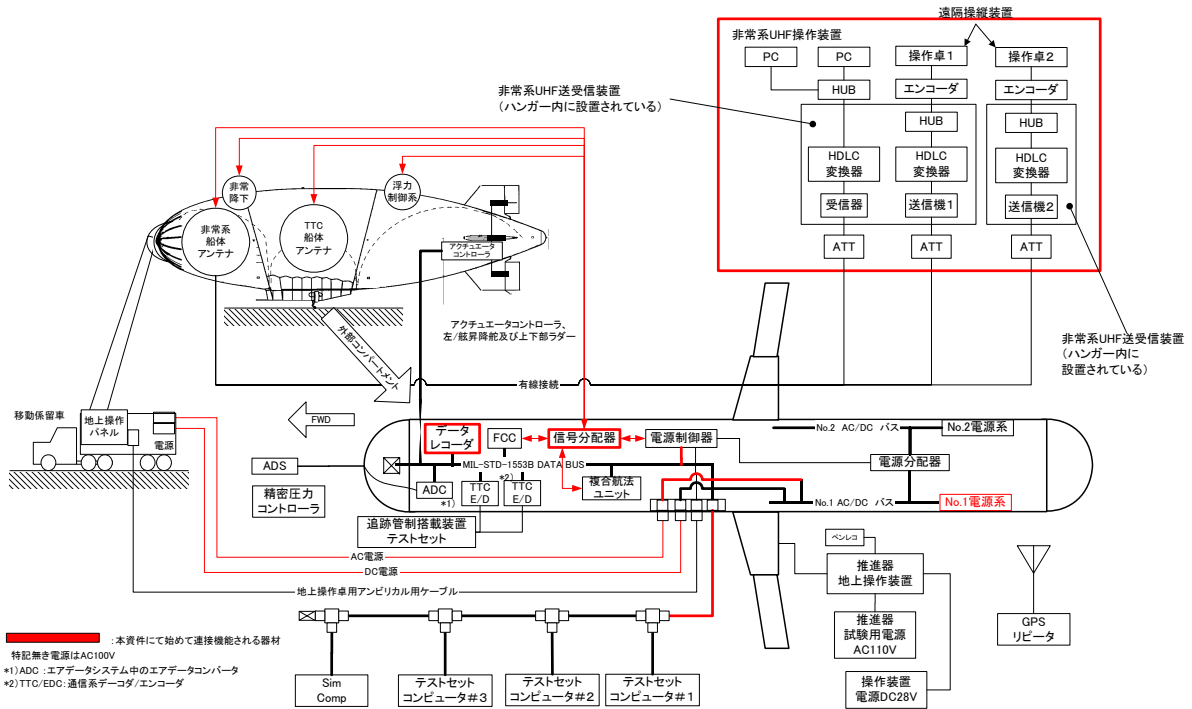 遠隔操縦装置
非常系UHF操作装置
PC
PC
操作卓1
操作卓2
HUB
エンコーダ
エンコーダ
非常系UHF送受信装置
(ハンガー内に設置されている)
HUB
HUB
HDLC
変換器
HDLC
変換器
HDLC
変換器
受信器
送信機1
送信機2
ATT
ATT
ATT
非常系UHF送受信装置
(ハンガー内に
設置されている)
非常
降下
浮力
制御系
非常系
船体
アンテナ
TTC
船体
アンテナ
アクチュエータ
コントローラ
アクチュエータコントローラ、
左/舷昇降舵及び上下部ラダー
外部コンパートメント
有線接続
移動係留車
地上操作
パネル
電源
FWD
データ
レコーダ
FCC
信号分配器
電源制御器
No.2 AC/DC バス
No.2電源系
ADS
MIL-STD-1553B DATA BUS
電源分配器
ADC
*1)
*2)
TTC
E/D
TTC
E/D
複合航法
ユニット
精密圧力
コントローラ
No.1 AC/DC バス
No.1電源系
追跡管制搭載装置
テストセット
AC電源
DC電源
地上操作卓用アンビリカル用ケーブル
ペンレコ
推進器
地上操作装置
推進器
試験用電源
AC110V
操作装置
電源DC28V
GPS
リピータ
:本資件にて始めて連接機能される器材
特記無き電源はAC100V
*1)ADC :エアデータシステム中のエアデータコンバータ
*2)TTC/EDC:通信系デコーダ/エンコーダ
Sim
Comp
テストセット
コンピュータ#3
テストセット
コンピュータ#2
テストセット
コンピュータ#1